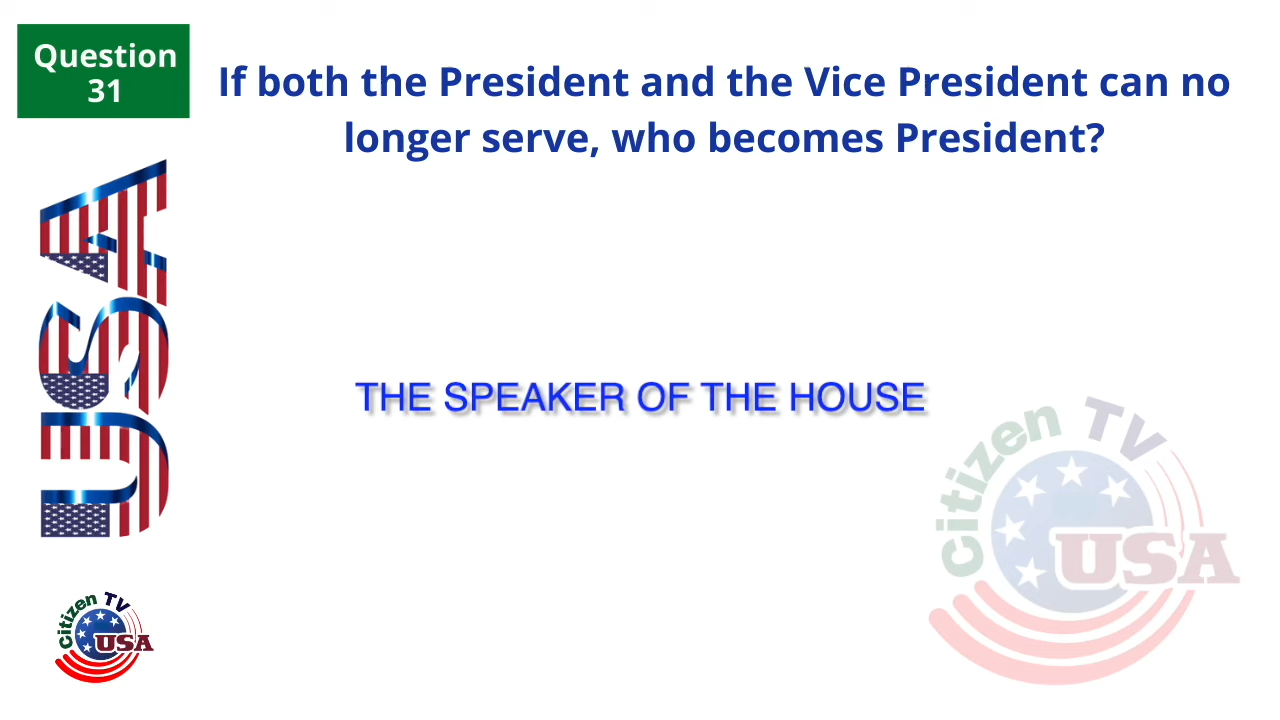 Question
31
If both the President and the Vice President can no
longer serve, who becomes President?
USA
THE SPEAKER OF THE HOUSE
Citizen TV
USA
Citizen TV
USA